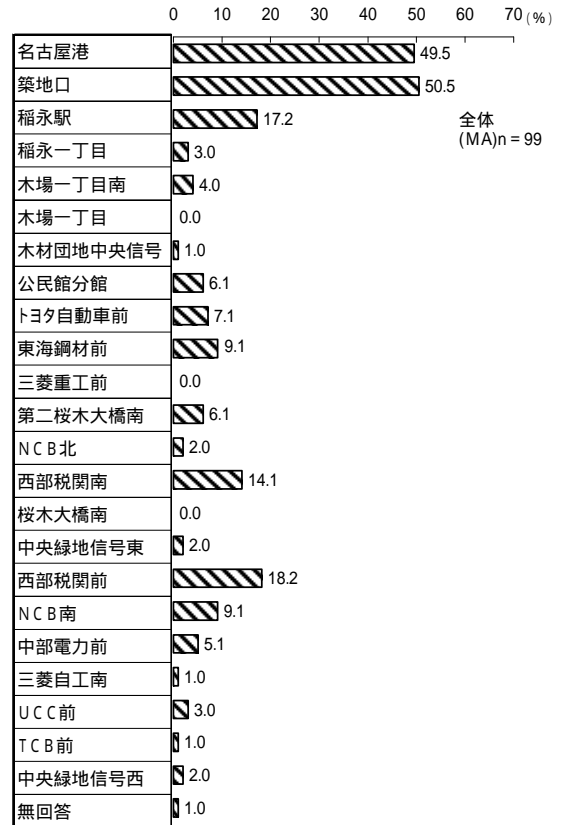 0 10 20 30 40 50 60 70 (%)
名古屋港 49.5
築地口 50.5
稲永駅 17.2
全体
(MA)n = 99
稲永一丁目 3.0
木場一丁目南 4.0
木場一丁目 0.0
木材団地中央信号 1.0
公民館分館 6.1
トヨタ自動車前 7.1
東海鋼材前 9.1
三菱重工前 0.0
第二桜木大橋南 6.1
NCB北 2.0
西部税関南 14.1
桜木大橋南 0.0
中央緑地信号東 2.0
西部税関前 18.2
NCB南 9.1
中部電力前 5.1
三菱自工南 1.0
UCC前 3.0
TCB前 1.0
中央緑地信号西 2.0
無回答 1.0